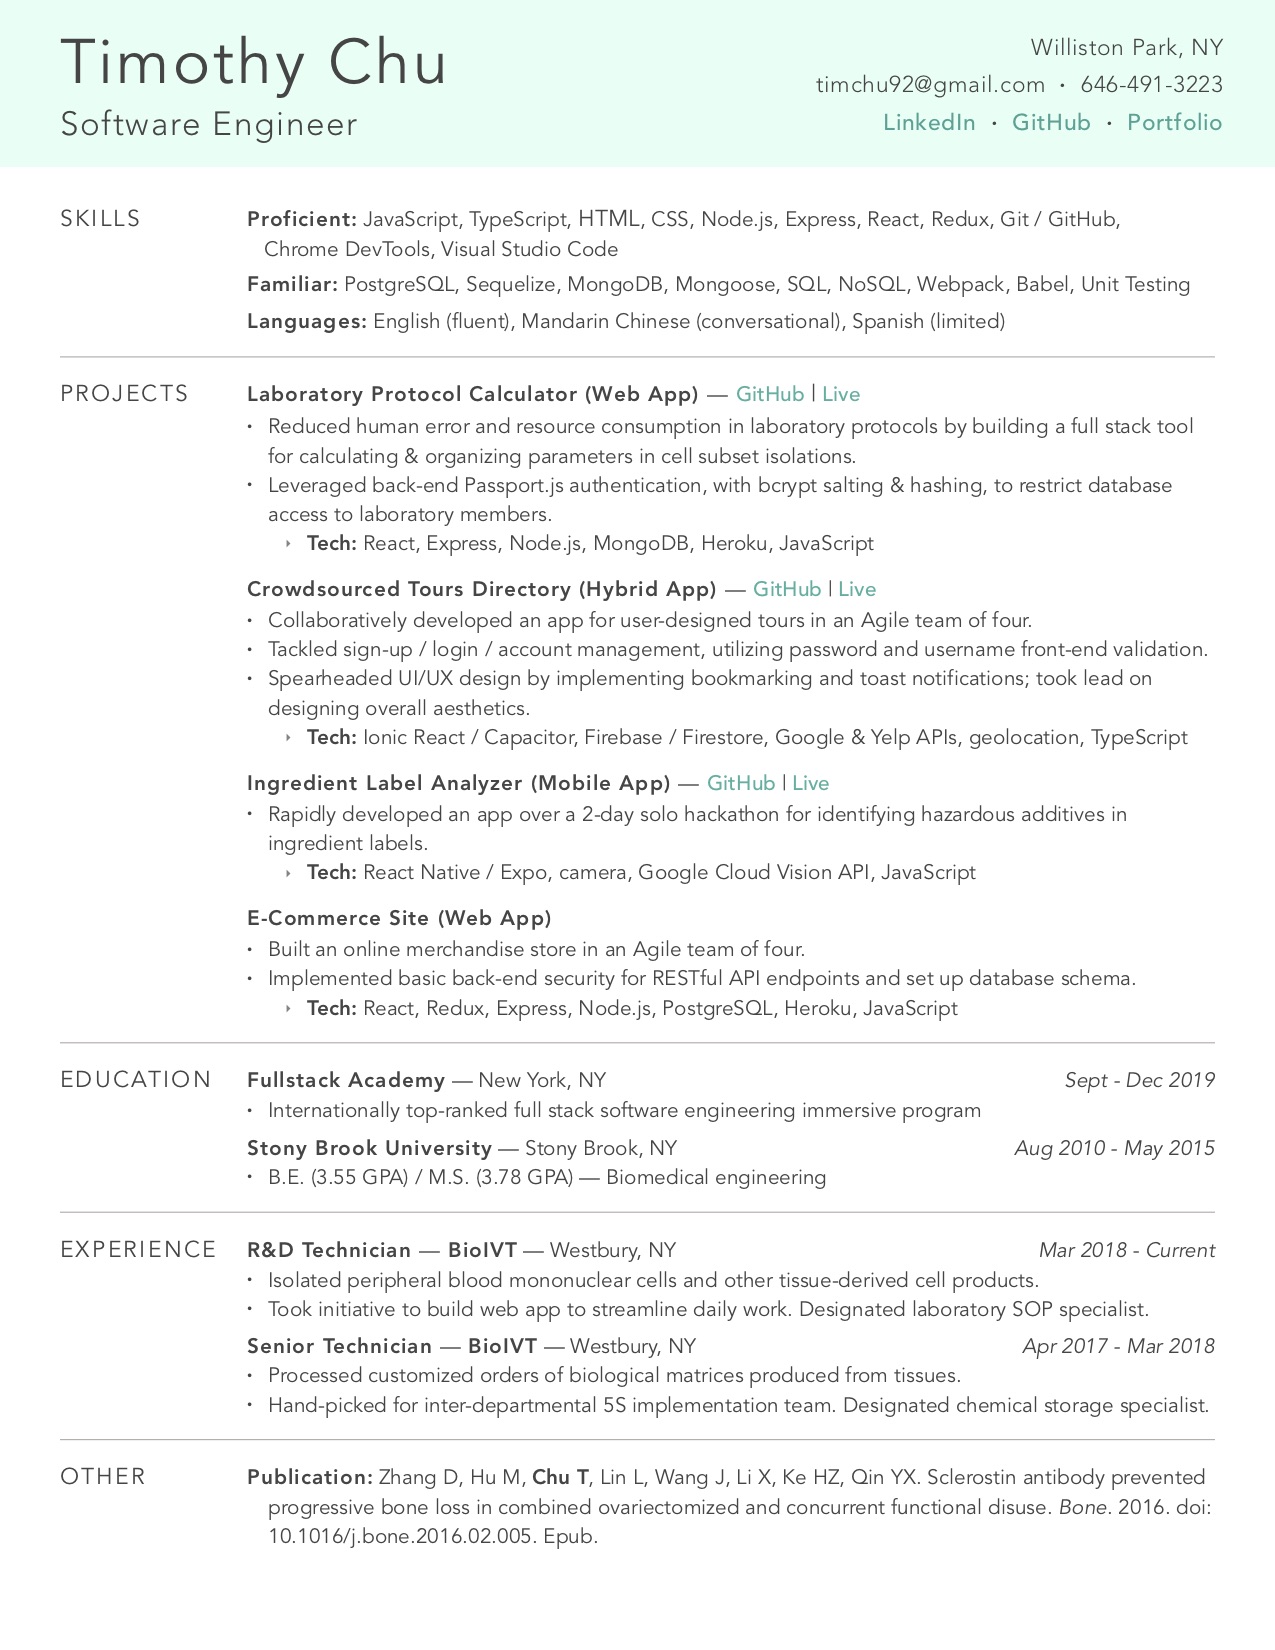 Timothy Chu
Software Engineer
Williston Park, NY
timchu92@gmail.com · 646-491-3223
LinkedIn · GitHub · Portfolio
SKILLS
Proficient: JavaScript, TypeScript, HTML, CSS, Node.js, Express, React, Redux, Git / GitHub,
Chrome DevTools, Visual Studio Code
Familiar: PostgreSQL, Sequelize, MongoDB, Mongoose, SQL, NoSQL, Webpack, Babel, Unit Testing
Languages: English (fluent), Mandarin Chinese (conversational), Spanish (limited)
PROJECTS
Laboratory Protocol Calculator (Web App) — GitHub | Live
· Reduced human error and resource consumption in laboratory protocols by building a full stack tool
for calculating & organizing parameters in cell subset isolations.
· Leveraged back-end Passport.js authentication, with bcrypt salting & hashing, to restrict database
access to laboratory members.
‣ Tech: React, Express, Node.js, MongoDB, Heroku, JavaScript
Crowdsourced Tours Directory (Hybrid App) — GitHub | Live
· Collaboratively developed an app for user-designed tours in an Agile team of four.
· Tackled sign-up / login / account management, utilizing password and username front-end validation.
· Spearheaded UI/UX design by implementing bookmarking and toast notifications; took lead on
designing overall aesthetics.
‣ Tech: Ionic React / Capacitor, Firebase / Firestore, Google & Yelp APIs, geolocation, TypeScript
Ingredient Label Analyzer (Mobile App) — GitHub | Live
· Rapidly developed an app over a 2-day solo hackathon for identifying hazardous additives in
ingredient labels.
‣ Tech: React Native / Expo, camera, Google Cloud Vision API, JavaScript
E-Commerce Site (Web App)
· Built an online merchandise store in an Agile team of four.
· Implemented basic back-end security for RESTful API endpoints and set up database schema.
‣ Tech: React, Redux, Express, Node.js, PostgreSQL, Heroku, JavaScript
EDUCATION
Fullstack Academy — New York, NY Sept - Dec 2019
· Internationally top-ranked full stack software engineering immersive program
Stony Brook University — Stony Brook, NY Aug 2010 - May 2015
· B.E. (3.55 GPA) / M.S. (3.78 GPA) — Biomedical engineering
EXPERIENCE
R&D Technician — BioIVT — Westbury, NY Mar 2018 - Current
· Isolated peripheral blood mononuclear cells and other tissue-derived cell products.
· Took initiative to build web app to streamline daily work. Designated laboratory SOP specialist.
Senior Technician — BioIVT — Westbury, NY Apr 2017 - Mar 2018
· Processed customized orders of biological matrices produced from tissues.
· Hand-picked for inter-departmental 5S implementation team. Designated chemical storage specialist.
OTHER
Publication: Zhang D, Hu M, Chu T, Lin L, Wang J, Li X, Ke HZ, Qin YX. Sclerostin antibody prevented
progressive bone loss in combined ovariectomized and concurrent functional disuse. Bone. 2016. doi:
10.1016/j.bone.2016.02.005. Epub.